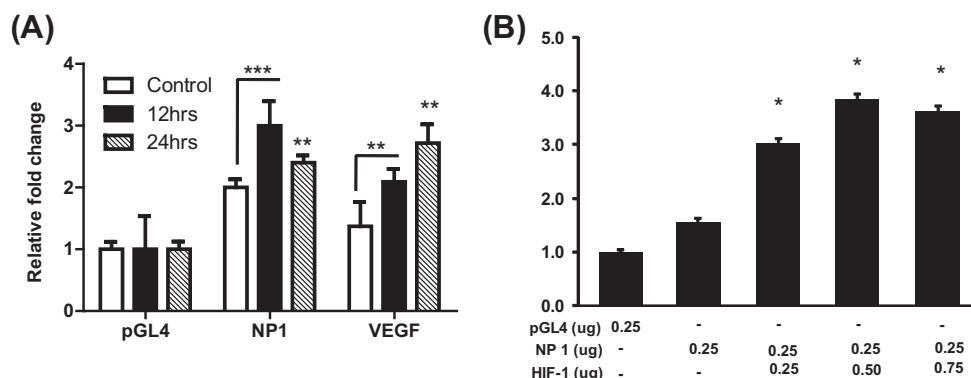 (A)
Relative fold change
4
3
2
1
0
Control
12hrs
24hrs
***
**
**
**
pGL4 NP1 VEGF
(B)
5.0
4.0
3.0
2.0
1.0
0.0
* * *
pGL4 (ug) 0.25 - - - -
NP 1 (ug) - 0.25 0.25 0.25 0.25
HIF-1 (ug) - - 0.25 0.50 0.75